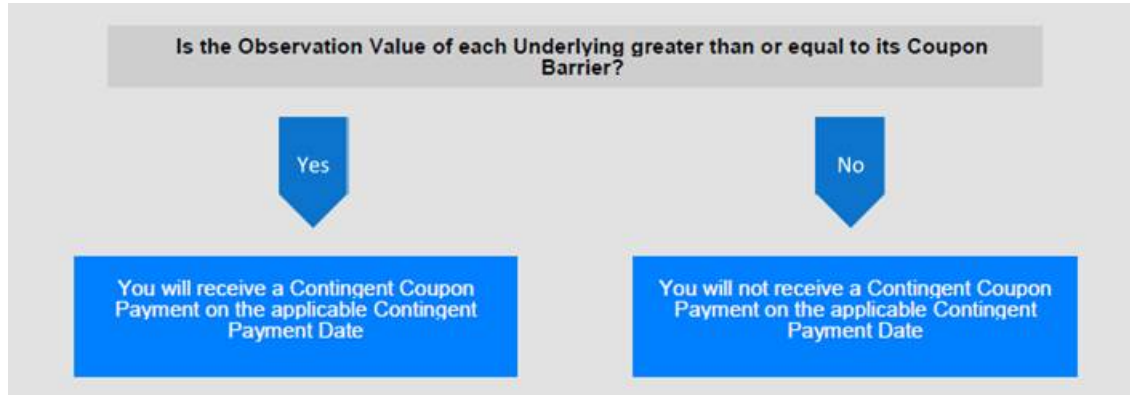 Is the Observation Value of each Underlying greater than or equal to its Coupon
Barrier?
Yes
No
You will receive a Contingent Coupon
Payment on the applicable Contingent
Payment Date
You will not receive a Contingent Coupon
Payment on the applicable Contingent
Payment Date